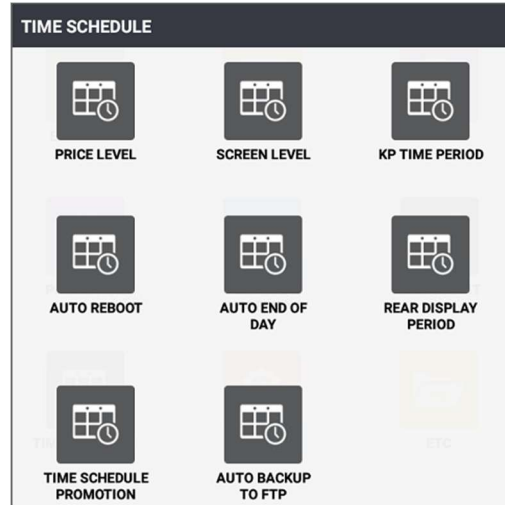 TIME SCHEDULE
PRICE LEVEL
SCREEN LEVEL
KP TIME PERIOD
AUTO REBOOT
AUTO END OF
DAY
REAR DISPLAY
PERIOD
ETC
TIME SCHEDULE
PROMOTION
AUTO BACKUP
TO FTP